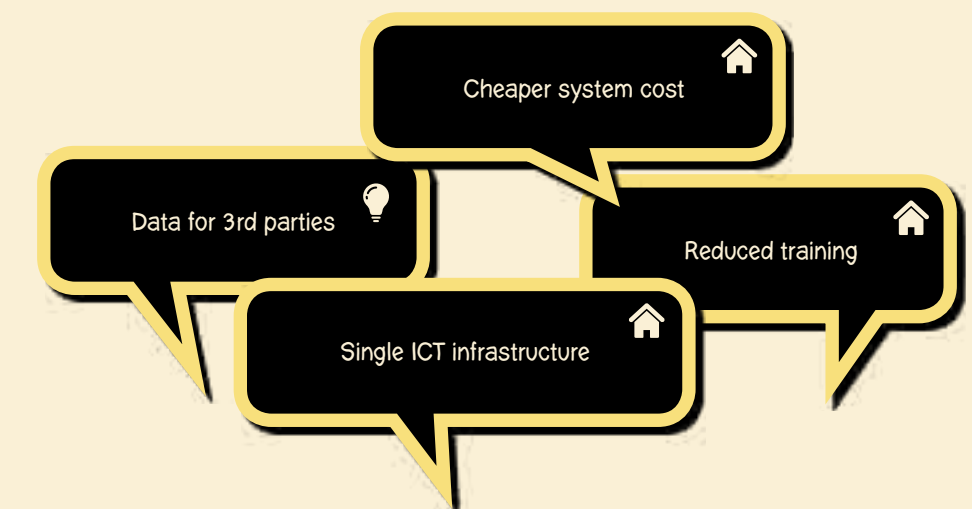 Cheaper system cost
Data for 3rd parties
Reduced training
Single ICT infrastructure